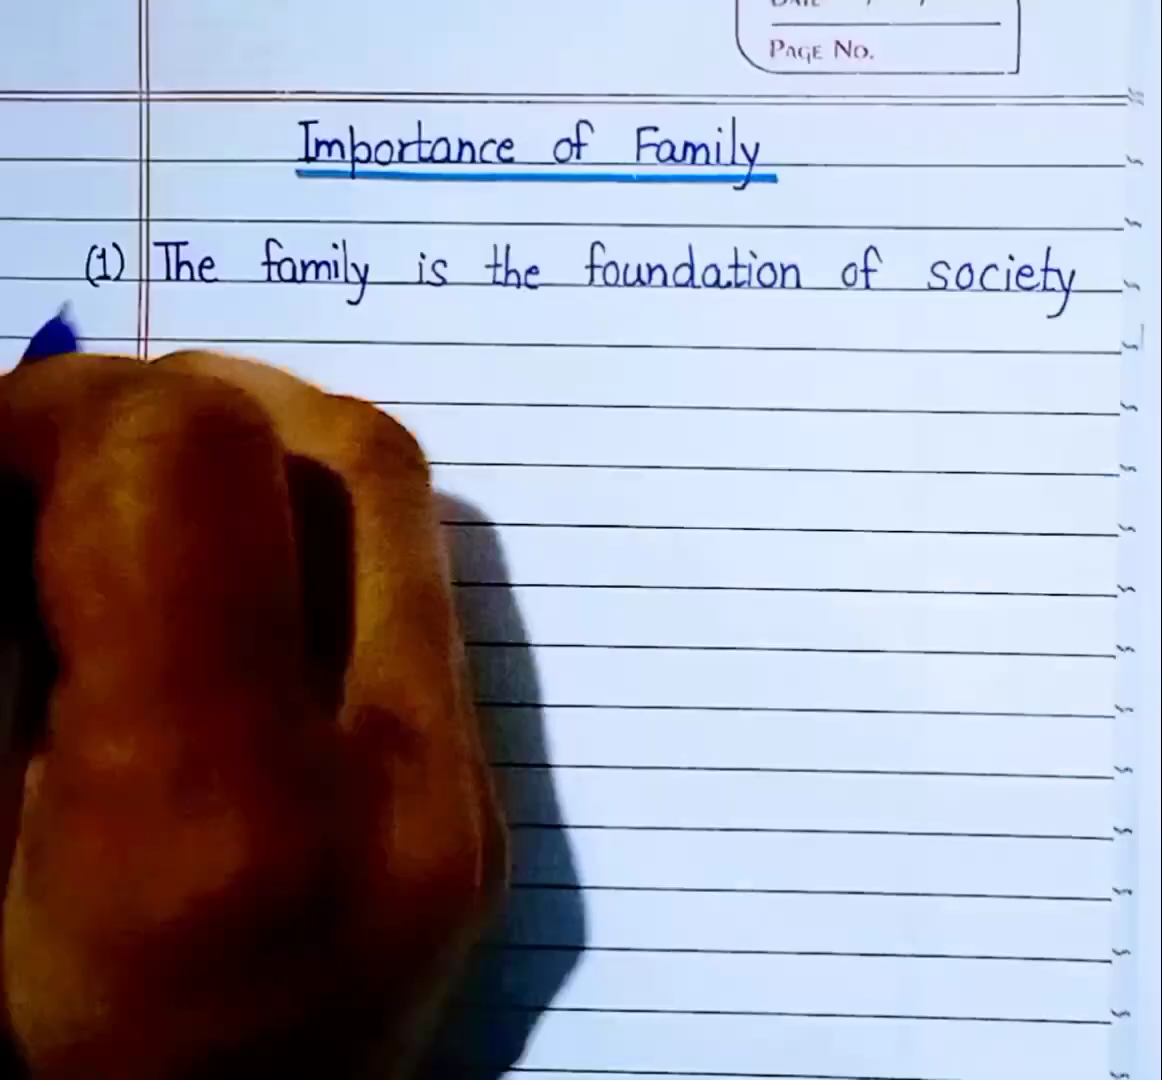 PAGE NO.
Importance of Family
(1) The family is the foundation of society